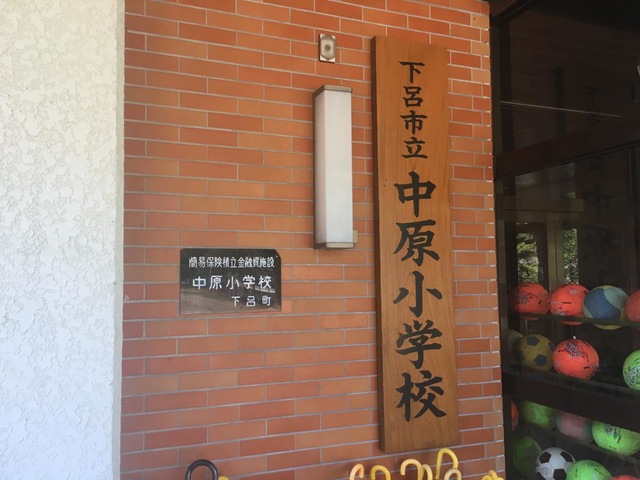 下呂市立中原小学校
簡易保険積立金融資施設
中原小学校
下呂町